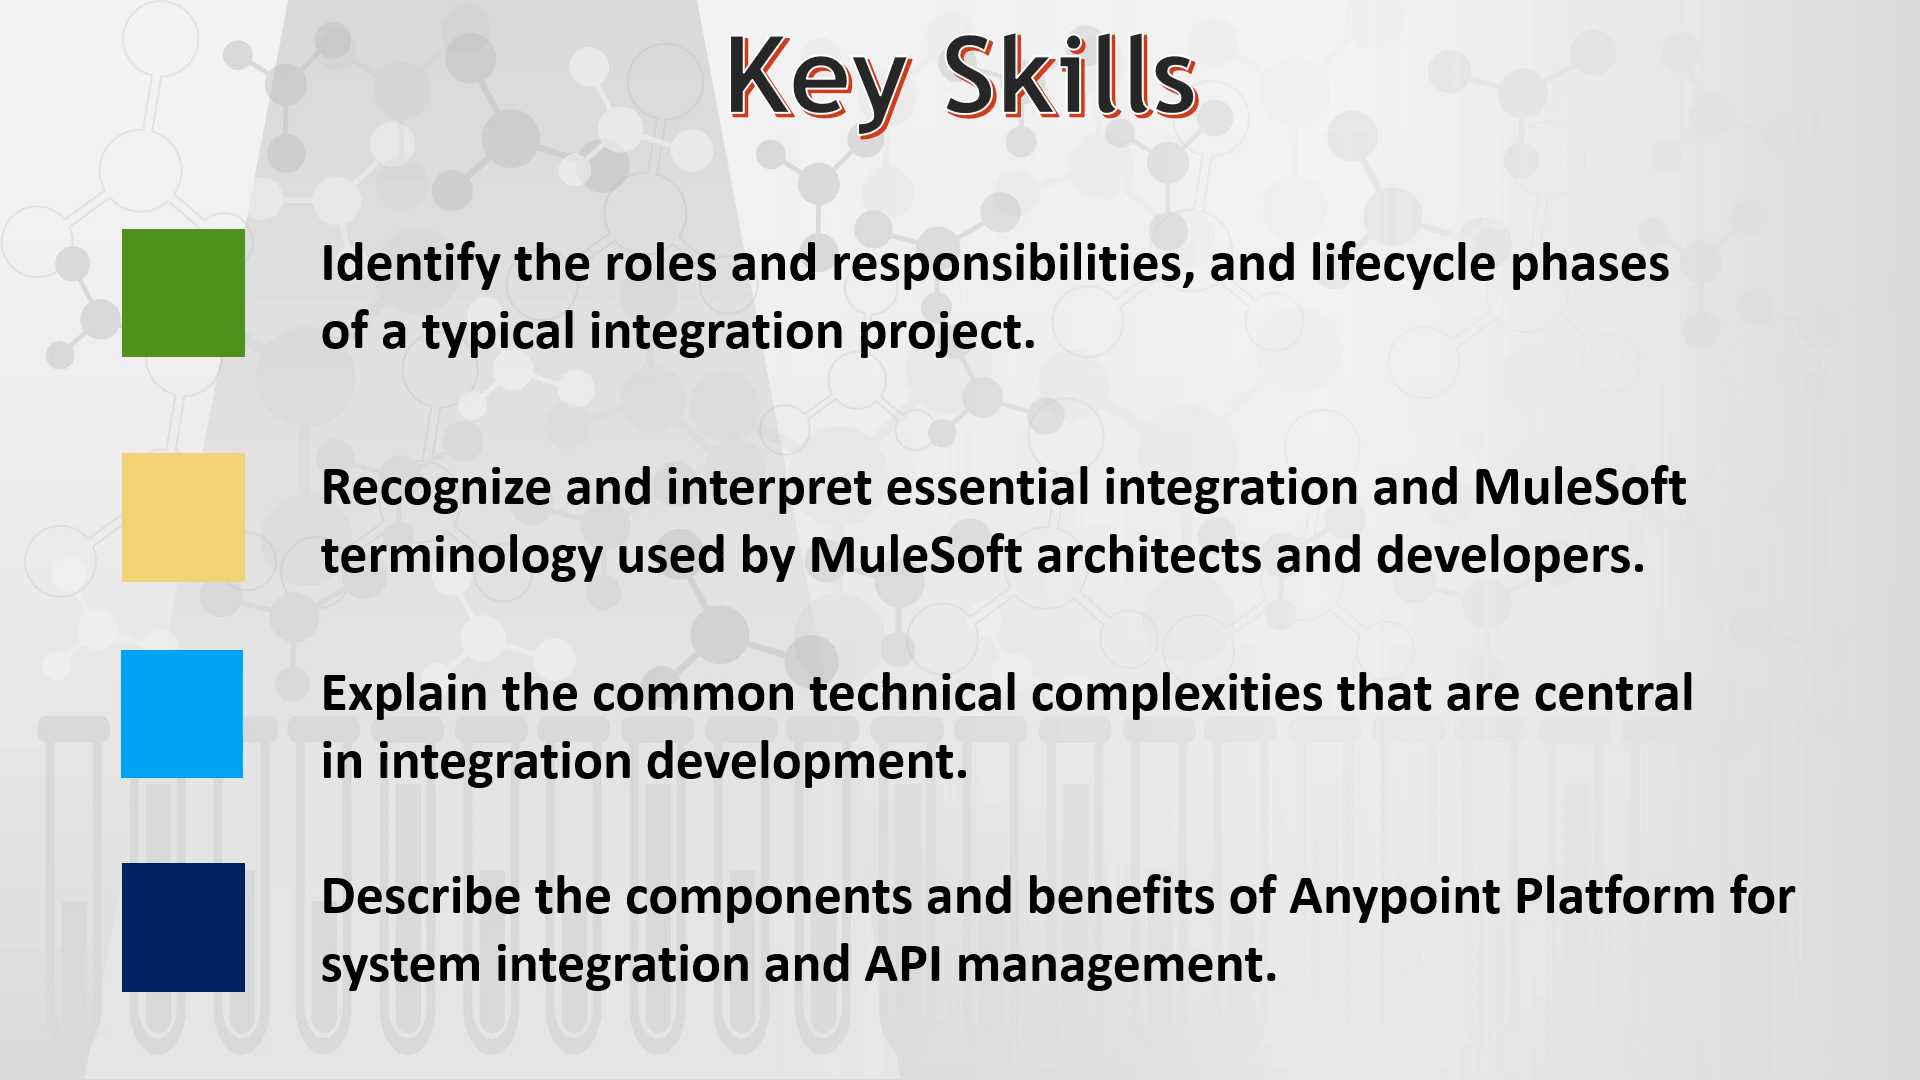 Key Skills
Identify the roles and responsibilities, and lifecycle phases
of a typical integration project.
Recognize and interpret essential integration and MuleSoft
terminology used by MuleSoft architects and developers.
Explain the common technical complexities that are central
in integration development.
Describe the components and benefits of Anypoint Platform for
system integration and API management.